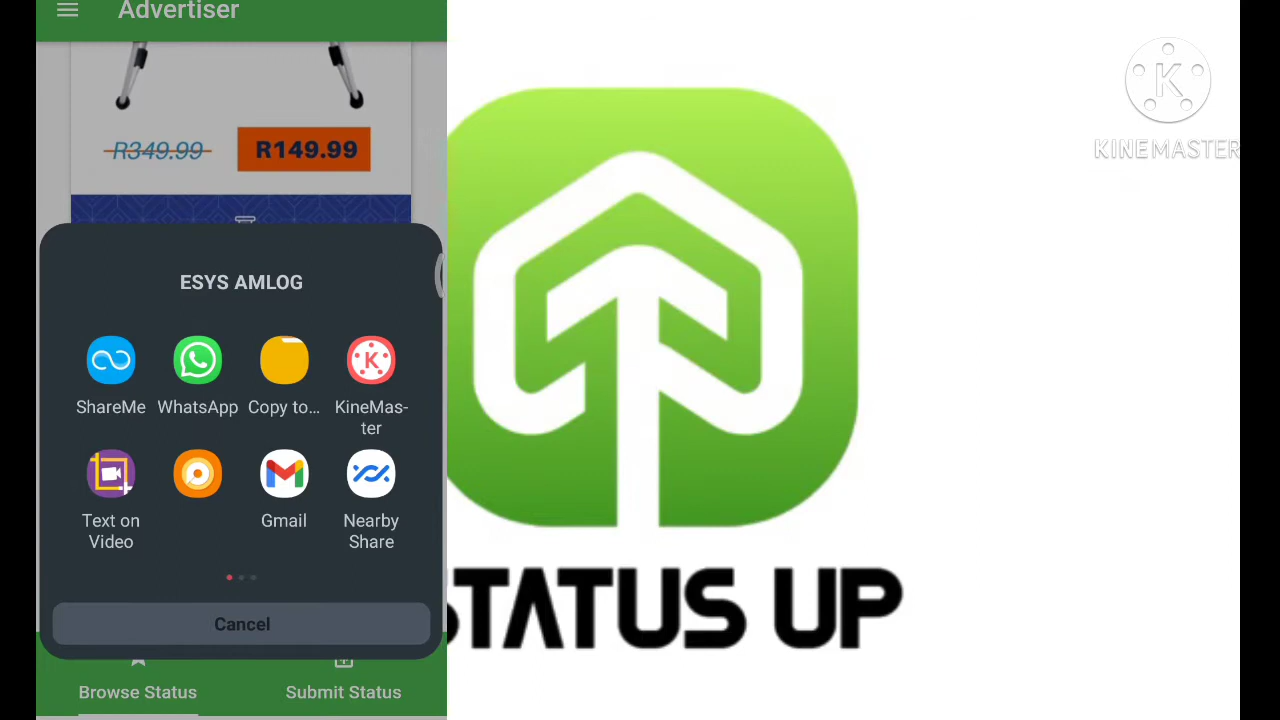 Advertiser
R349.99 R149.99
ESYS AMLOG
ShareMe WhatsApp Copy to... KineMas-
ter
Text on Gmail Nearby
Video Share
Cancel
Browse Status Submit Status
STATUS UP
K
KINEMASTER